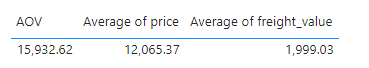 AOV Average of price Average of freight_value
15,932.62 12,065.37 1,999.03